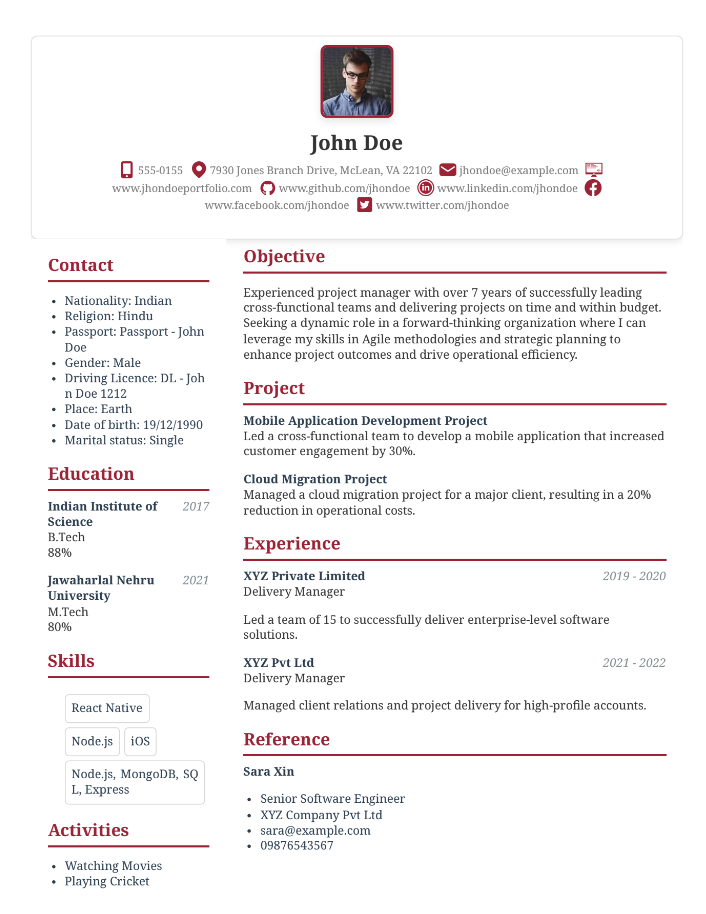 John Doe
555-0155 7930 Jones Branch Drive, McLean, VA 22102 jhondoe@example.com
www.jhondoeportfolio.com www.github.com/jhondoe www.linkedin.com/jhondoe
www.facebook.com/jhondoe www.twitter.com/jhondoe
Contact
• Nationality: Indian
• Religion: Hindu
• Passport: Passport - John
Doe
• Gender: Male
• Driving Licence: DL - Joh
n Doe 1212
• Place: Earth
• Date of birth: 19/12/1990
• Marital status: Single
Education
Indian Institute of 2017
Science
B.Tech
88%
Jawaharlal Nehru 2021
University
M.Tech
80%
Skills
React Native
Node.js iOS
Node.js, MongoDB, SQ
L, Express
Activities
• Watching Movies
• Playing Cricket
Objective
Experienced project manager with over 7 years of successfully leading
cross-functional teams and delivering projects on time and within budget.
Seeking a dynamic role in a forward-thinking organization where I can
leverage my skills in Agile methodologies and strategic planning to
enhance project outcomes and drive operational efficiency.
Project
Mobile Application Development Project
Led a cross-functional team to develop a mobile application that increased
customer engagement by 30%.
Cloud Migration Project
Managed a cloud migration project for a major client, resulting in a 20%
reduction in operational costs.
Experience
XYZ Private Limited 2019 - 2020
Delivery Manager
Led a team of 15 to successfully deliver enterprise-level software
solutions.
XYZ Pvt Ltd 2021 - 2022
Delivery Manager
Managed client relations and project delivery for high-profile accounts.
Reference
Sara Xin
• Senior Software Engineer
• XYZ Company Pvt Ltd
• sara@example.com
• 09876543567